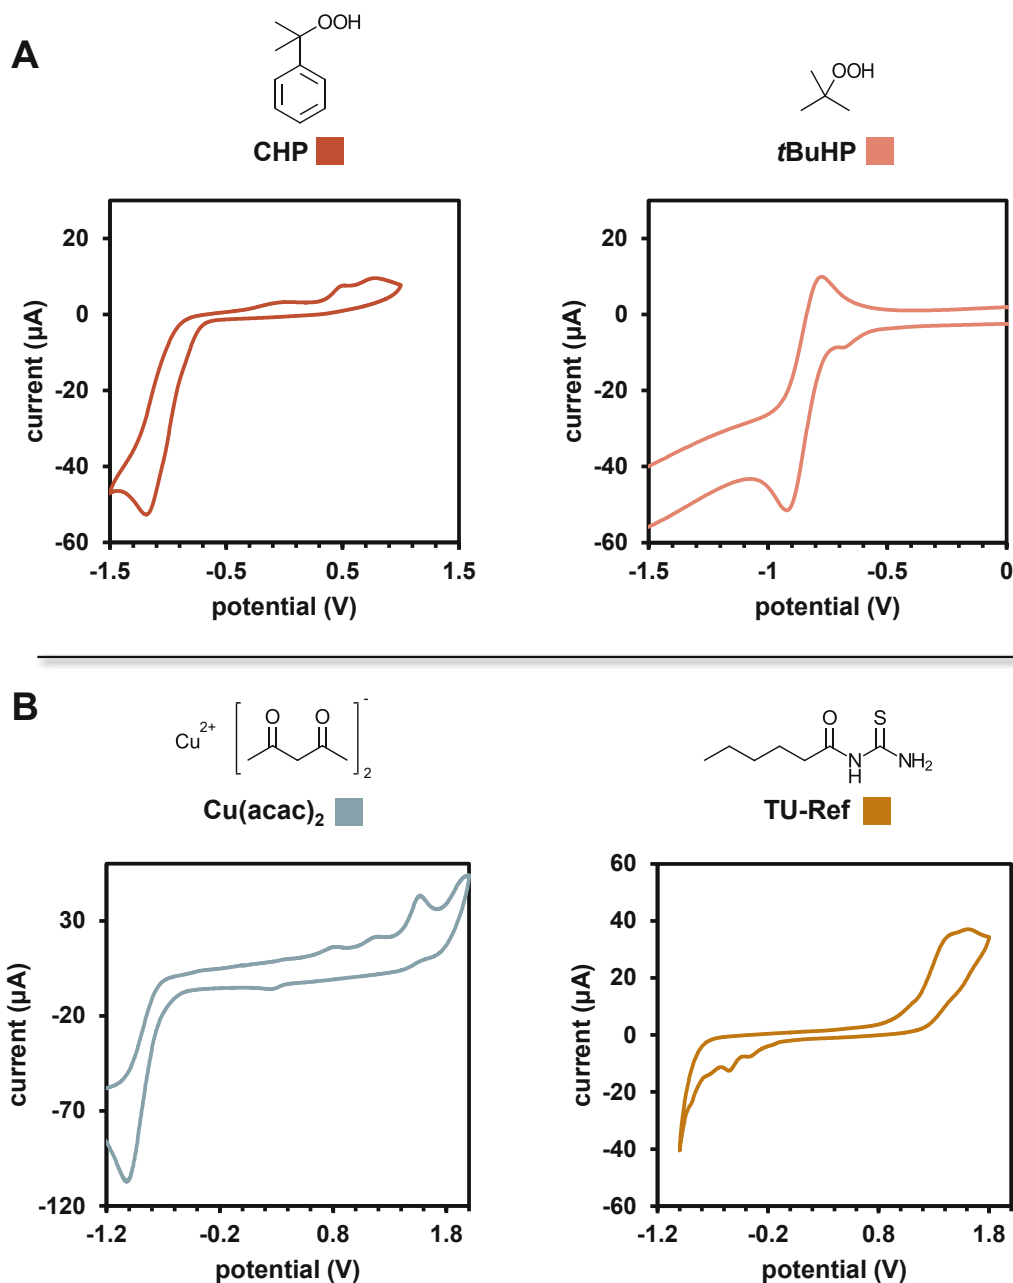 A
OOH
CHP
OOH
tBuHP
20
0
-20
-40
-60
-1.5 -0.5 0.5 1.5
current (µA)
potential (V)
20
0
-20
-40
-60
-1.5 -1 -0.5 0
current (µA)
potential (V)
B
Cu2+ [ O O ]2-
Cu(acac)2
O S
N H NH2
TU-Ref
30
-20
-70
-120
-1.2 -0.2 0.8 1.8
current (µA)
potential (V)
60
40
20
0
-20
-40
-60
-1.2 -0.2 0.8 1.8
current (µA)
potential (V)